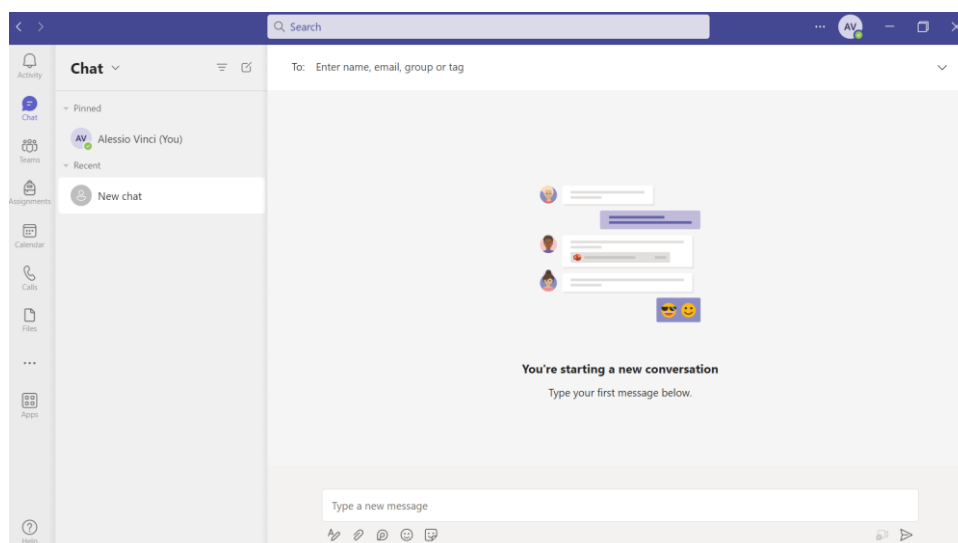 Search
AV
Activity
Chat
Teams
Assignments
Calendar
Calls
Files
Apps
Help
Chat
Pinned
AV Alessio Vinci (You)
Recent
New chat
To: Enter name, email, group or tag
You're starting a new conversation
Type your first message below.
Type a new message